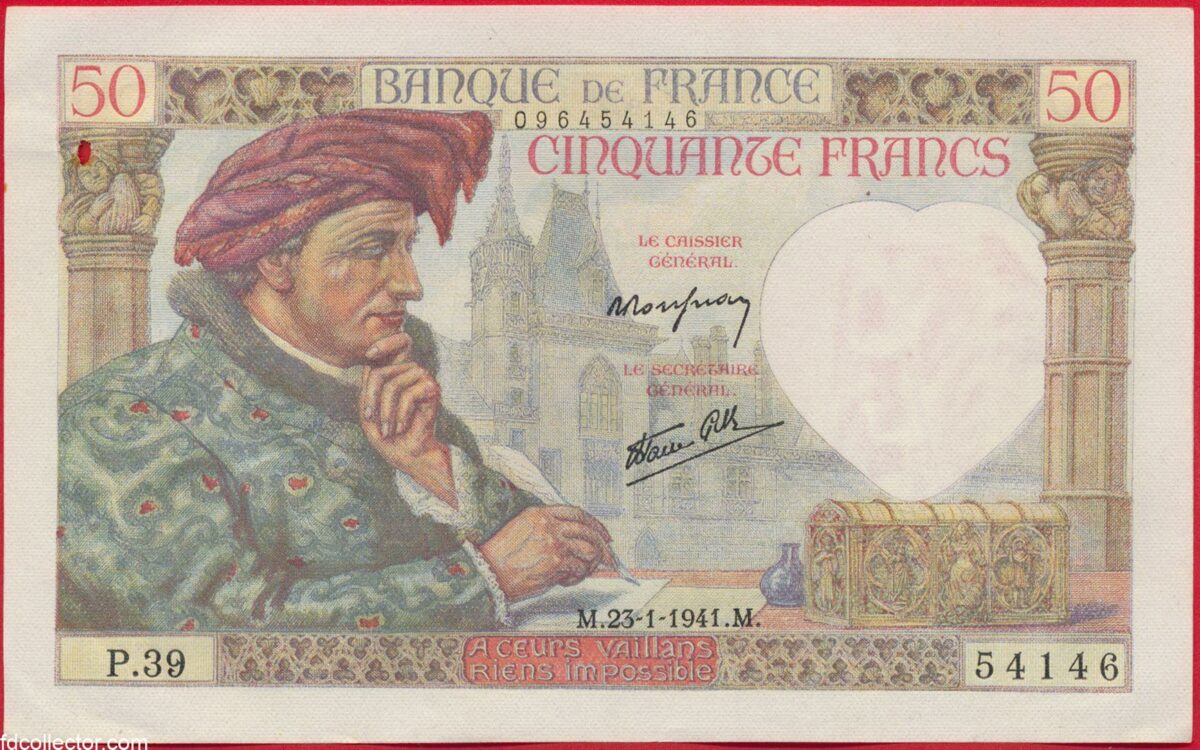 50
BANQUE DE FRANCE
50
096454146
CINQUANTE FRANCS
LE CAISSIER
GÉNÉRAL.
LE SECRÉTAIRE
GÉNÉRAL.
M.23-1-1941.M.
P.39
A CEURS VAILLANS
RIENS IMPOSSIBLE
54146
fdcollector.com